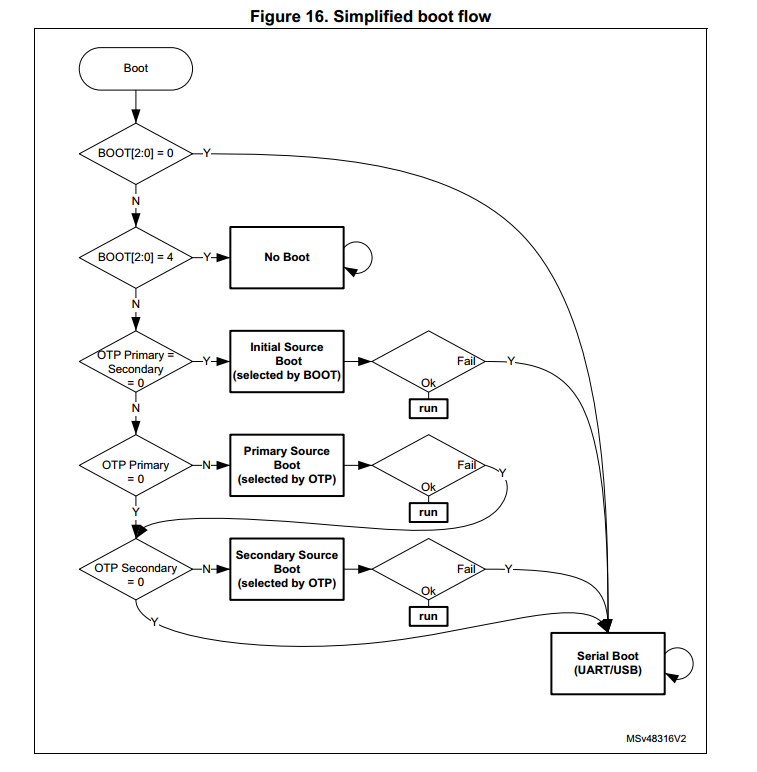 Figure 16. Simplified boot flow
Boot
BOOT[2:0] = 0
Y
N
BOOT[2:0] = 4
Y
No Boot
N
OTP Primary =
Secondary
= 0
Y
Initial Source
Boot
(selected by BOOT)
Fail
Y
Ok
run
N
OTP Primary
= 0
N
Primary Source
Boot
(selected by OTP)
Fail
Y
Ok
run
Y
OTP Secondary
= 0
N
Secondary Source
Boot
(selected by OTP)
Fail
Y
Ok
run
Y
Serial Boot
(UART/USB)
MSv48316V2